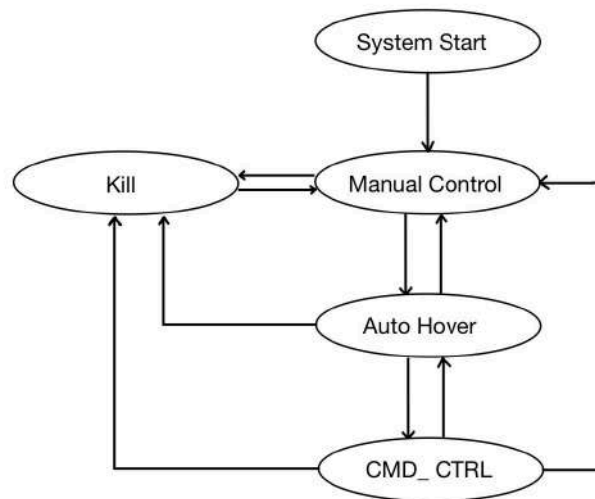 System Start
Kill
Manual Control
Auto Hover
CMD_ CTRL